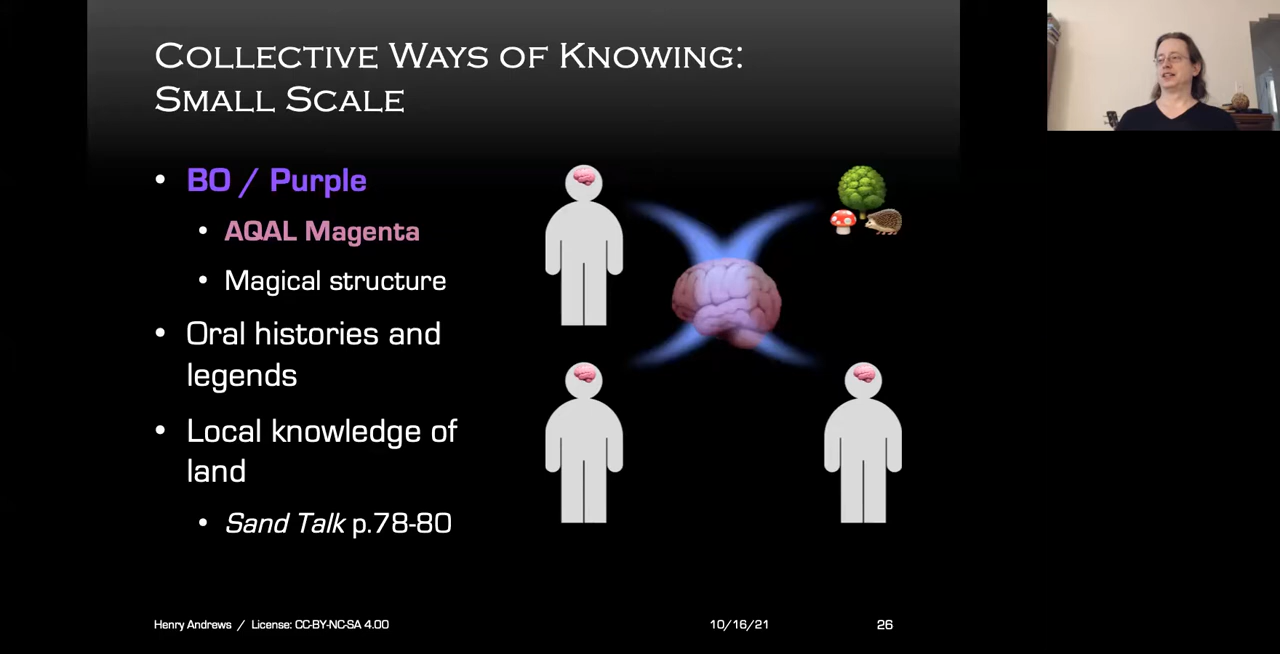 Collective Ways of Knowing:
Small Scale
• BO / Purple
• AQAL Magenta
• Magical structure
• Oral histories and
legends
• Local knowledge of
land
• Sand Talk p.78-80
Henry Andrews / License: CC-BY-NC-SA 4.00
10/16/21
26